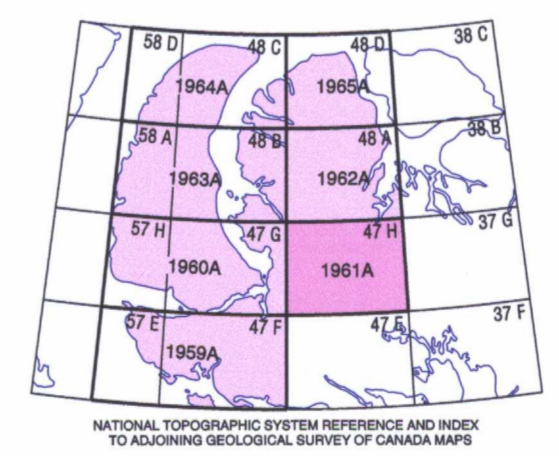 58 D 48 C 48 D 38 C
1964A 1965A
58 A 48 B 48 A 38 B
1963A 1962A
57 H 47 G 47 H 37 G
1960A 1961A
57 E 47 F 47 E 37 F
1959A
NATIONAL TOPOGRAPHIC SYSTEM REFERENCE AND INDEX
TO ADJOINING GEOLOGICAL SURVEY OF CANADA MAPS